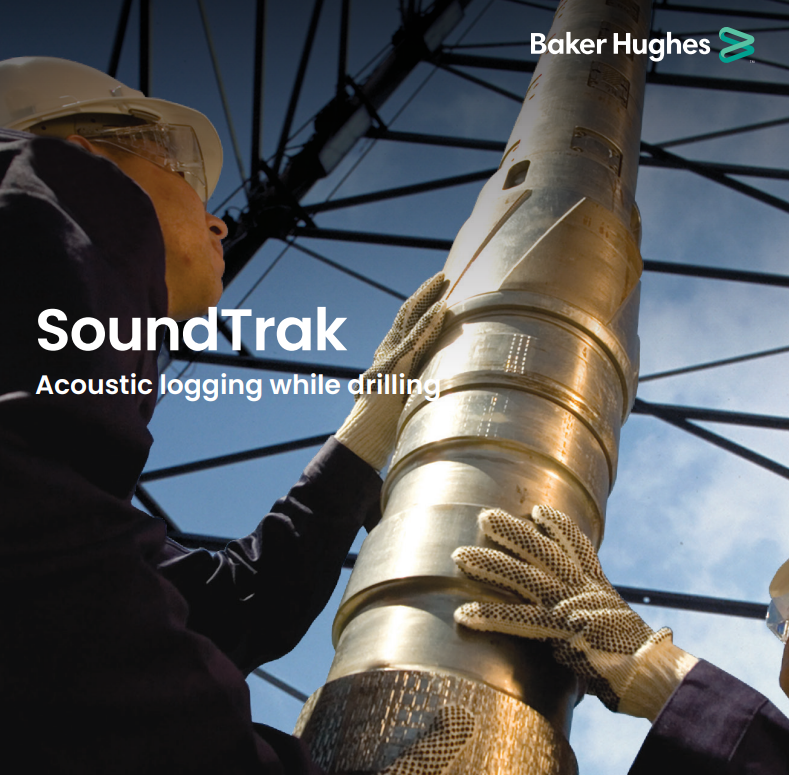 Baker Hughes
SoundTrak
Acoustic logging while drilling